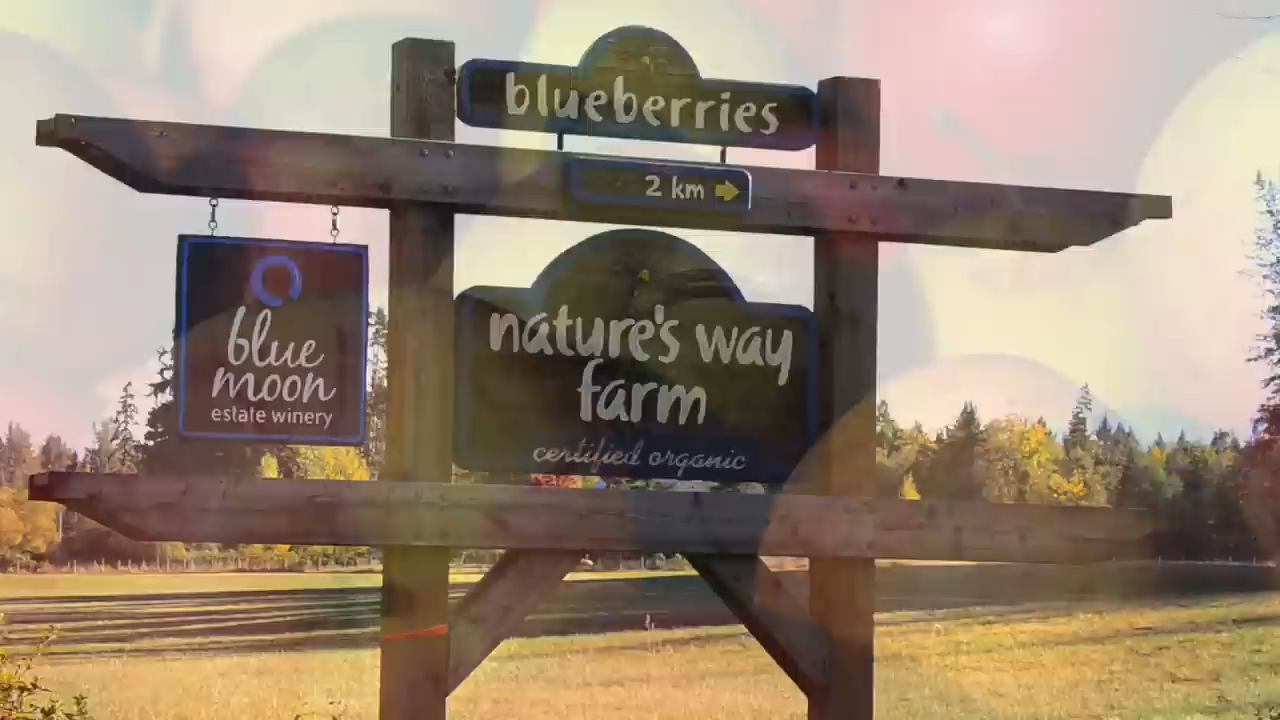 blueberries
2 km
blue
moon
estate winery
nature's way
farm
certified organic